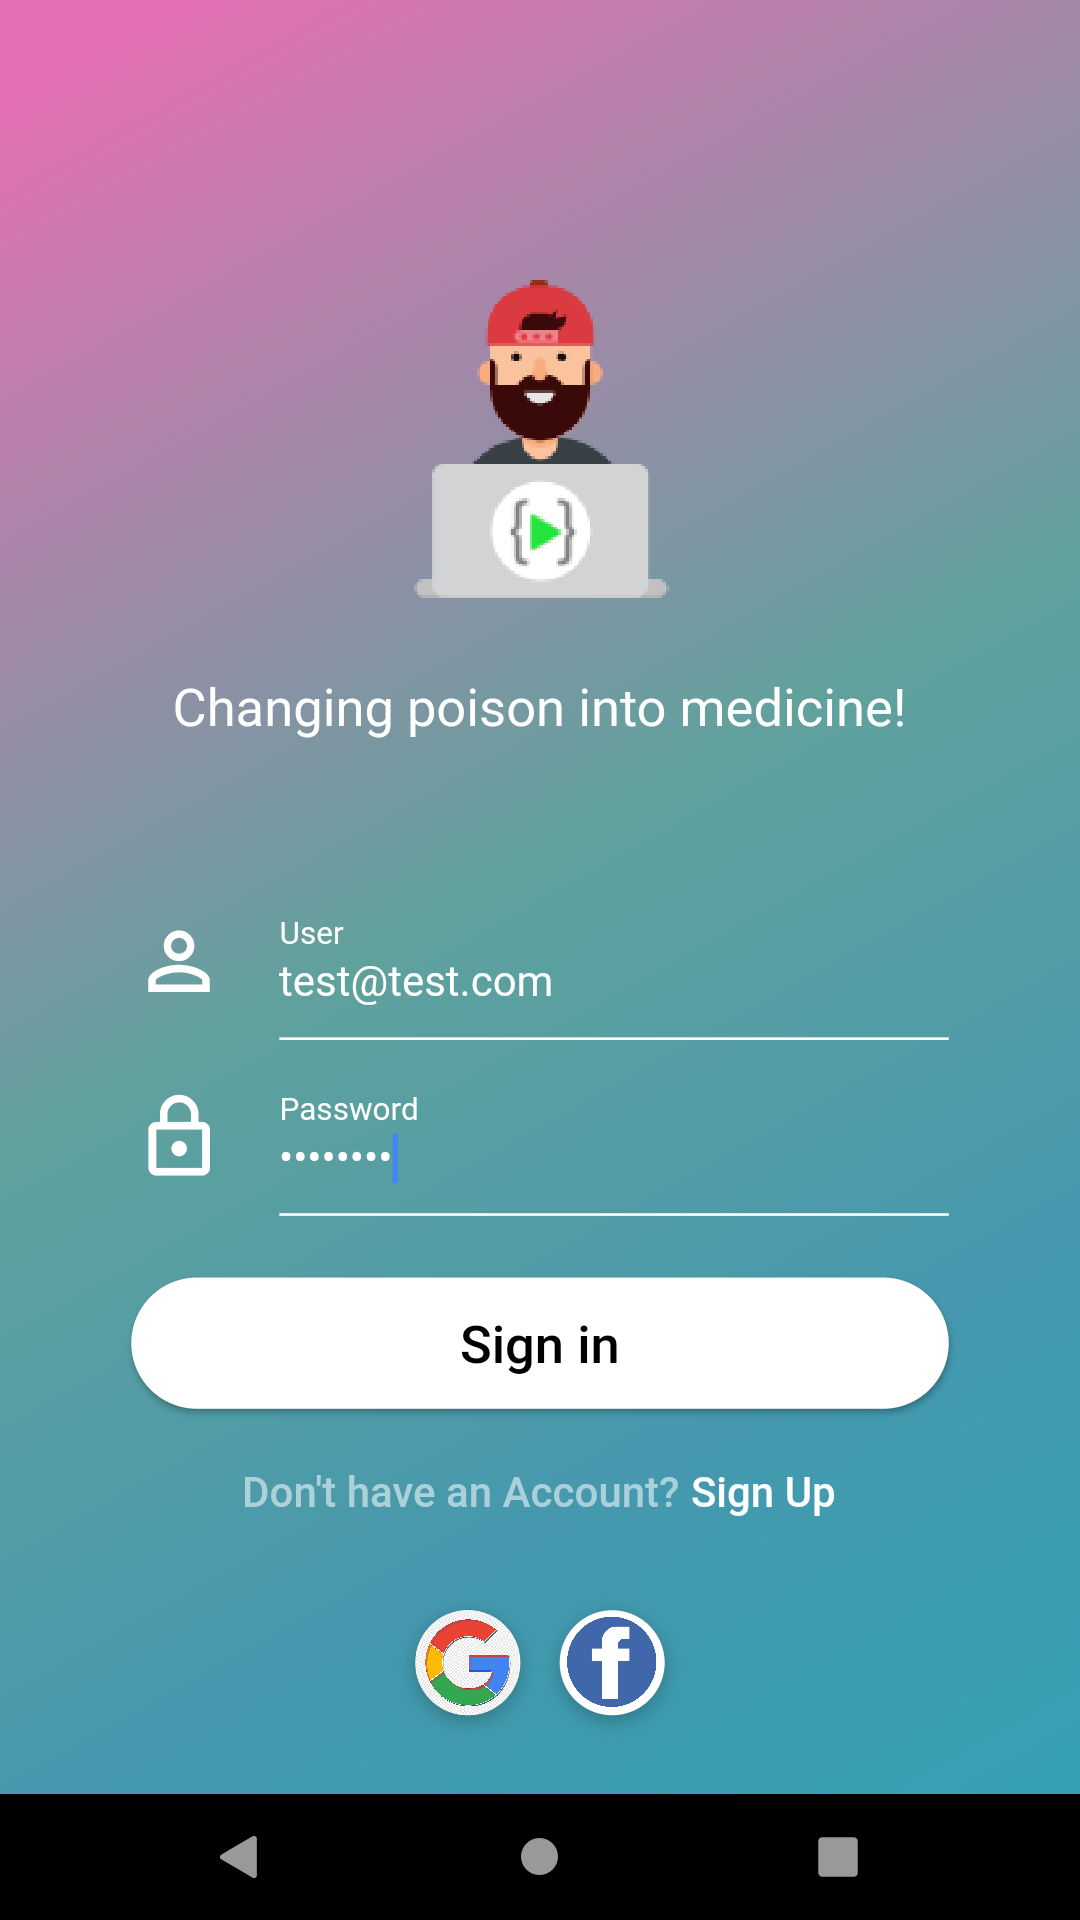 Changing poison into medicine!
User
test@test.com
Password
••••••••
Sign in
Don't have an Account? Sign Up